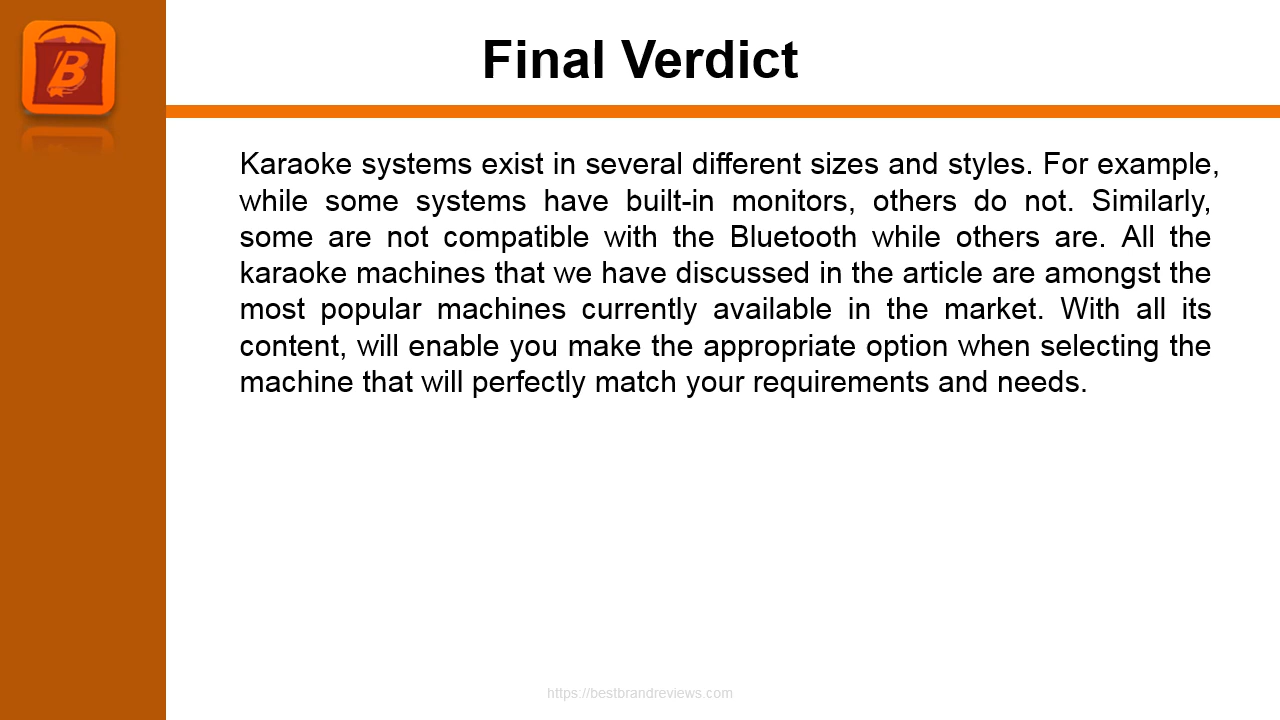 B
Final Verdict
Karaoke systems exist in several different sizes and styles. For example,
while some systems have built-in monitors, others do not. Similarly,
some are not compatible with the Bluetooth while others are. All the
karaoke machines that we have discussed in the article are amongst the
most popular machines currently available in the market. With all its
content, will enable you make the appropriate option when selecting the
machine that will perfectly match your requirements and needs.
https://bestbrandreviews.com